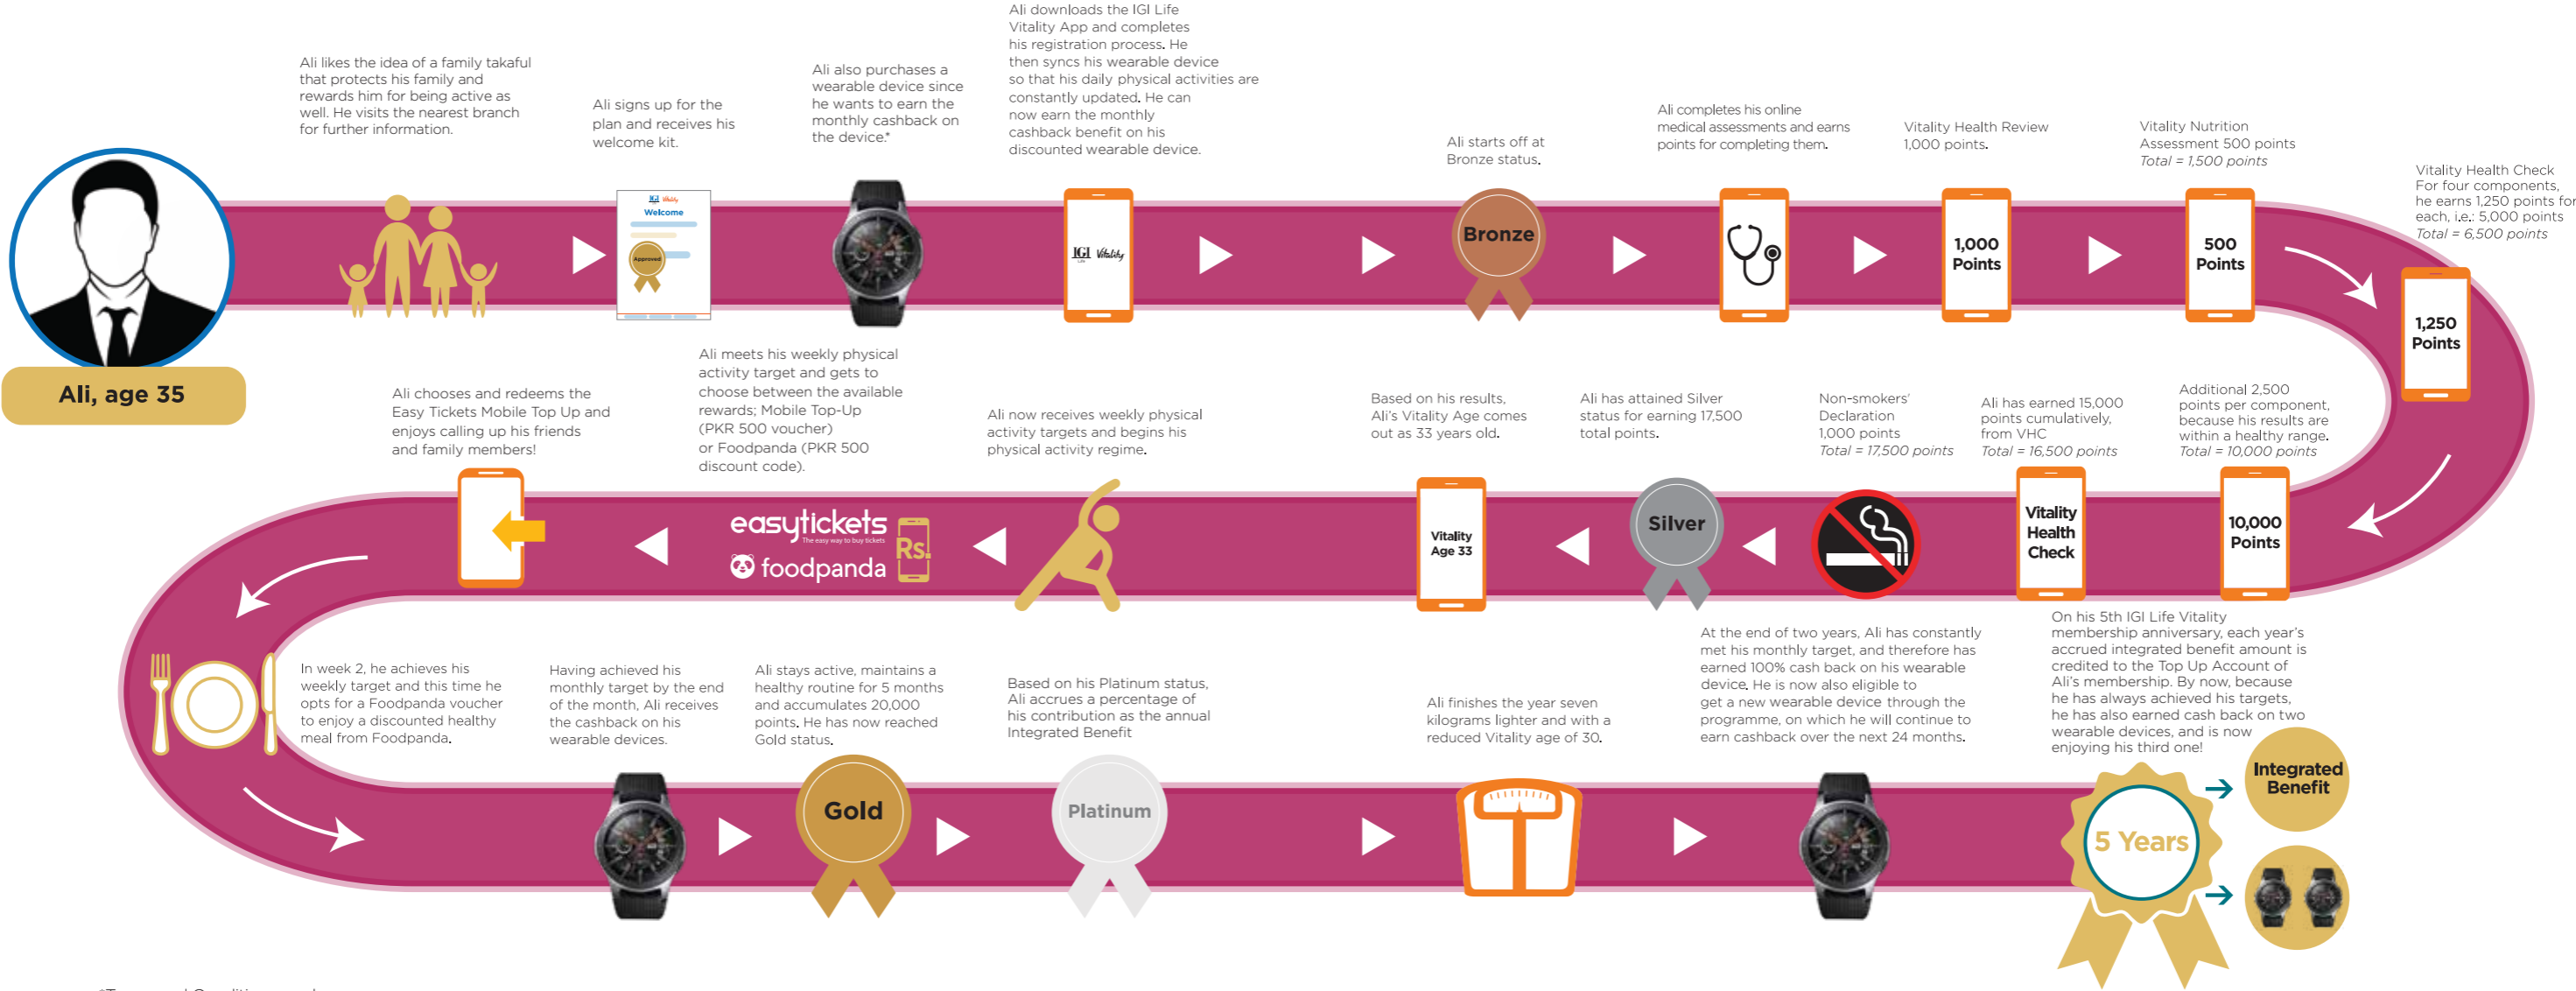 Ali, age 35
Ali likes the idea of a family takaful
that protects his family and
rewards him for being active as
well. He visits the nearest branch
for further information.
Ali signs up for the
plan and receives his
welcome kit.
IGI Vitality
Welcome
Approved
Ali also purchases a
wearable device since
he wants to earn the
monthly cashback on
the device.*
Ali downloads the IGI Life
Vitality App and completes
his registration process. He
then syncs his wearable device
so that his daily physical activities are
constantly updated. He can
now earn the monthly
cashback benefit on his
discounted wearable device.
IGI Vitality
Life
Ali starts off at
Bronze status.
Bronze
Ali completes his online
medical assessments and earns
points for completing them.
Vitality Health Review
1,000 points.
1,000
Points
Vitality Nutrition
Assessment 500 points
Total = 1,500 points
500
Points
Vitality Health Check
For four components,
he earns 1,250 points for
each, i.e.: 5,000 points
Total = 6,500 points
1,250
Points
Additional 2,500
points per component,
because his results are
within a healthy range.
Total = 10,000 points
10,000
Points
Ali has earned 15,000
points cumulatively,
from VHC
Total = 16,500 points
Vitality
Health
Check
Non-smokers'
Declaration
1,000 points
Total = 17,500 points
Ali has attained Silver
status for earning 17,500
total points.
Silver
Based on his results,
Ali's Vitality Age comes
out as 33 years old.
Vitality
Age 33
Ali now receives weekly physical
activity targets and begins his
physical activity regime.
Ali meets his weekly physical
activity target and gets to
choose between the available
rewards; Mobile Top-Up
(PKR 500 voucher)
or Foodpanda (PKR 500
discount code).
easytickets
The easy way to buy tickets
foodpanda
Rs.
Ali chooses and redeems the
Easy Tickets Mobile Top Up and
enjoys calling up his friends
and family members!
In week 2, he achieves his
weekly target and this time he
opts for a Foodpanda voucher
to enjoy a discounted healthy
meal from Foodpanda.
Having achieved his
monthly target by the end
of the month, Ali receives
the cashback on his
wearable devices.
Ali stays active, maintains a
healthy routine for 5 months
and accumulates 20,000
points. He has now reached
Gold status.
Gold
Based on his Platinum status,
Ali accrues a percentage of
his contribution as the annual
Integrated Benefit
Platinum
Ali finishes the year seven
kilograms lighter and with a
reduced Vitality age of 30.
At the end of two years, Ali has constantly
met his monthly target, and therefore has
earned 100% cash back on his wearable
device. He is now also eligible to
get a new wearable device through the
programme, on which he will continue to
earn cashback over the next 24 months.
On his 5th IGI Life Vitality
membership anniversary, each year's
accrued integrated benefit amount is
credited to the Top Up Account of
Ali's membership. By now, because
he has always achieved his targets,
he has also earned cash back on two
wearable devices, and is now
enjoying his third one!
5 Years
Integrated
Benefit